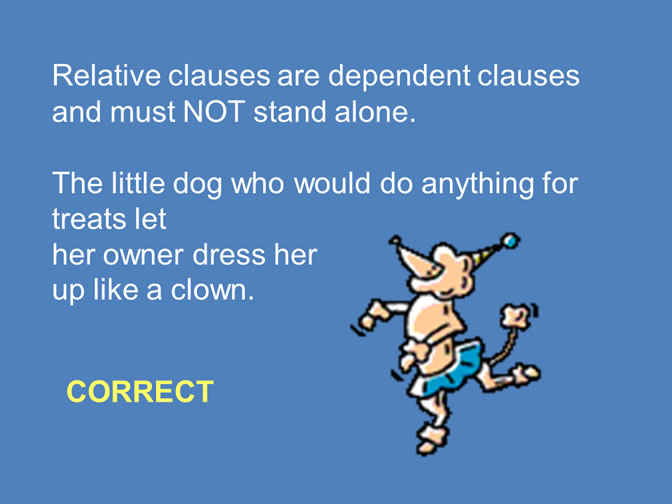 Relative clauses are dependent clauses
and must NOT stand alone.
The little dog who would do anything for
treats let
her owner dress her
up like a clown.
CORRECT